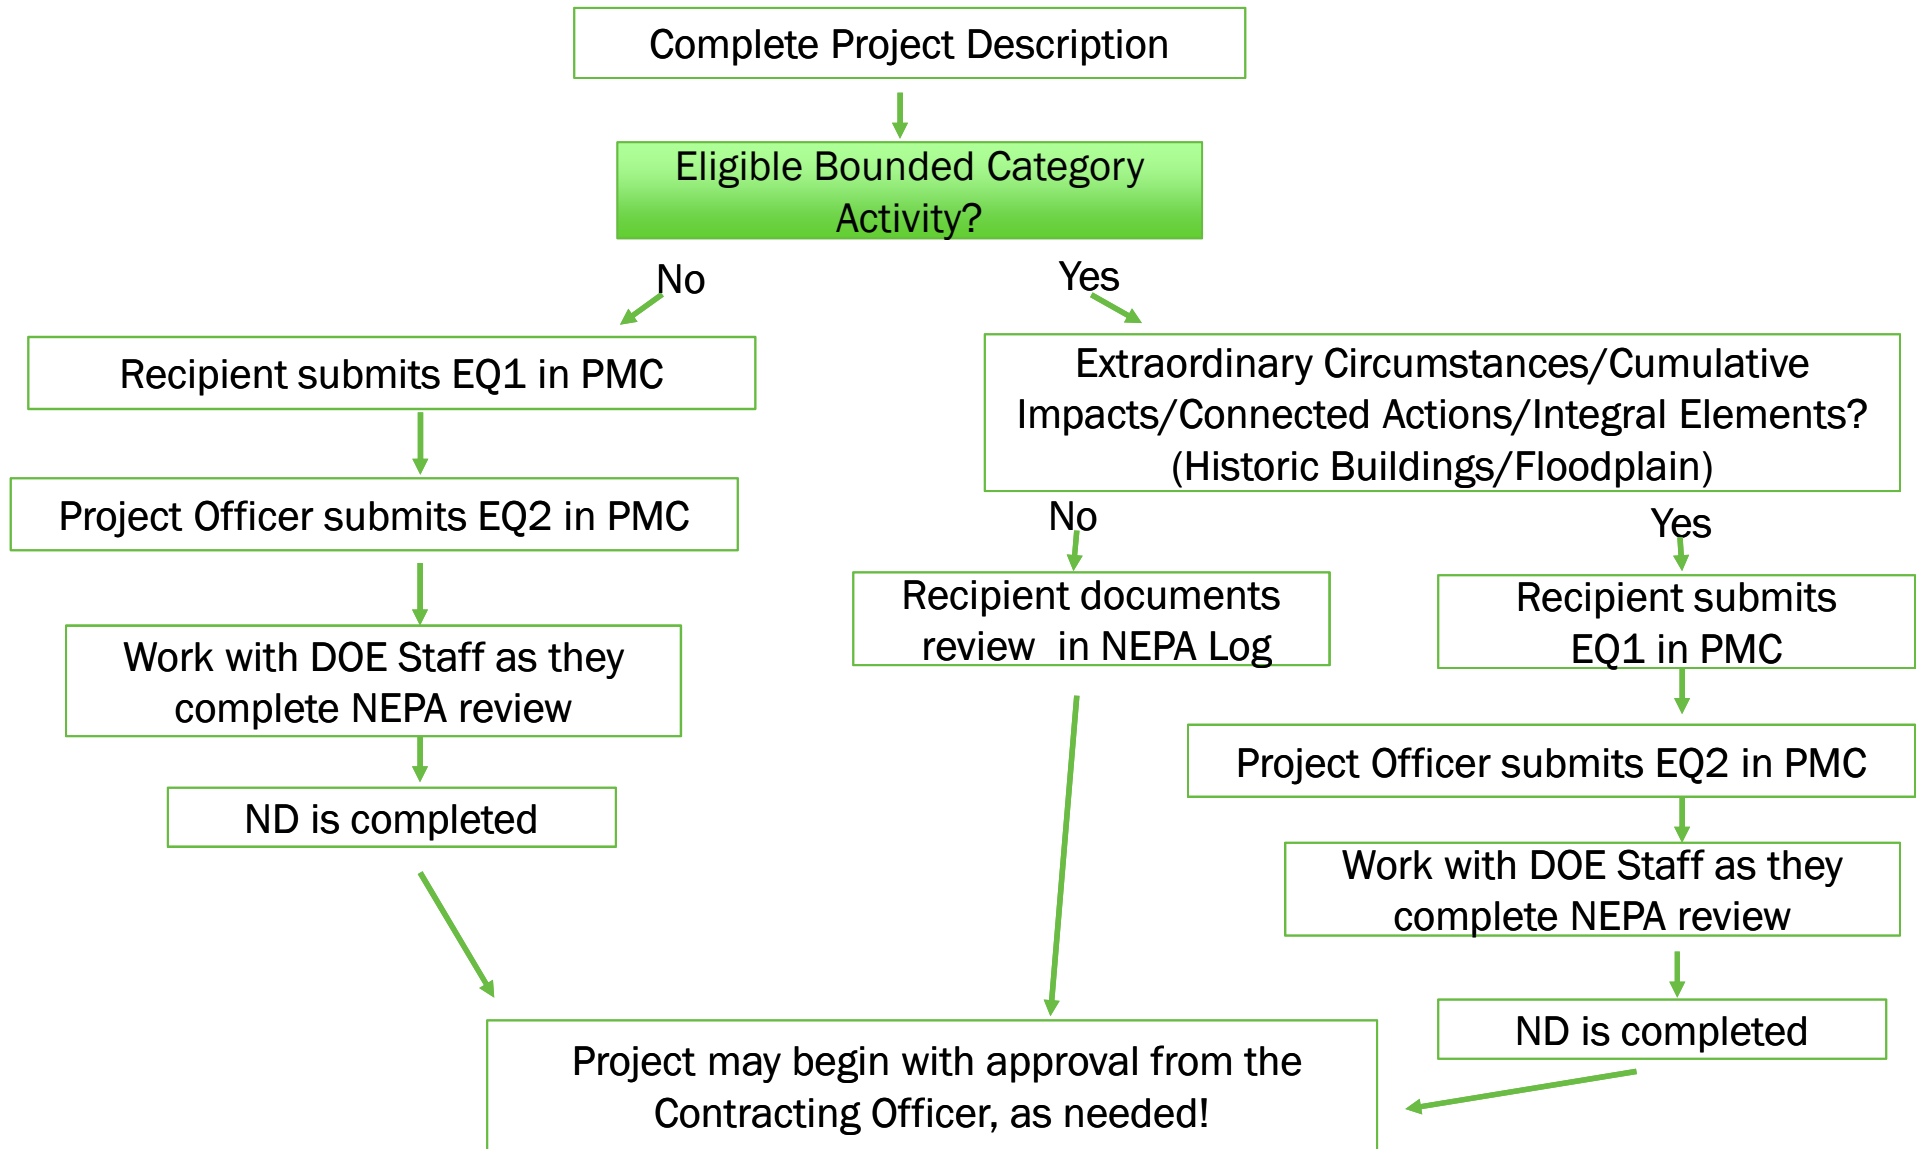 Complete Project Description
Eligible Bounded Category
Activity?
No
Yes
Recipient submits EQ1 in PMC
Project Officer submits EQ2 in PMC
Work with DOE Staff as they
complete NEPA review
ND is completed
Extraordinary Circumstances/Cumulative
Impacts/Connected Actions/Integral Elements?
(Historic Buildings/Floodplain)
No
Yes
Recipient documents
review in NEPA Log
Recipient submits
EQ1 in PMC
Project Officer submits EQ2 in PMC
Work with DOE Staff as they
complete NEPA review
ND is completed
Project may begin with approval from the
Contracting Officer, as needed!